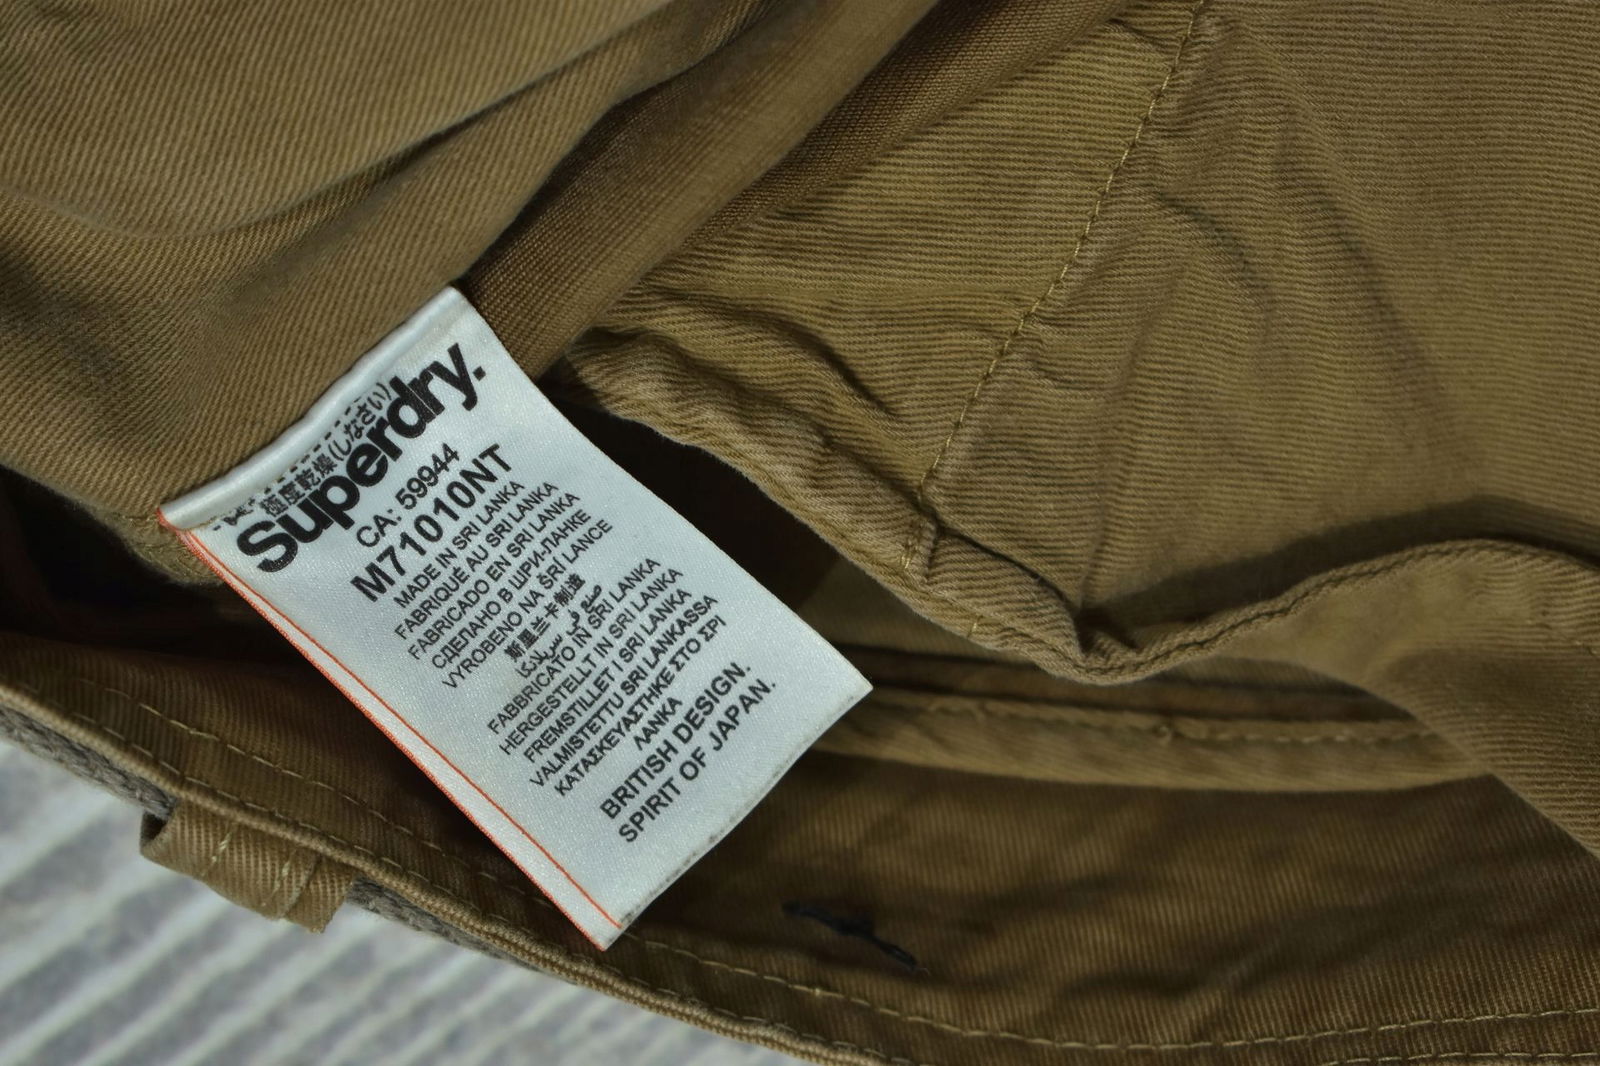 極度乾燥(しなさい)
Superdry.
CA: 59944
M71010NT
MADE IN SRI LANKA
FABRIQUÉ AU SRI LANKA
FABRICADO EN SRI LANKA
СДЕЛАНО В ШРИ-ЛАНКЕ
VYROBENO NA ŠRÍ LANCE
斯里兰卡制造
صنع في سريلانكا
FABBRICATO IN SRI LANKA
HERGESTELLT IN SRI LANKA
FREMSTILLET I SRI LANKA
VALMISTETTU SRI LANKASSA
ΚΑΤΑΣΚΕΥΑΣΤΗΚΕ ΣΤΟ ΣΡΙ
ΛΑΝΚΑ
BRITISH DESIGN.
SPIRIT OF JAPAN.